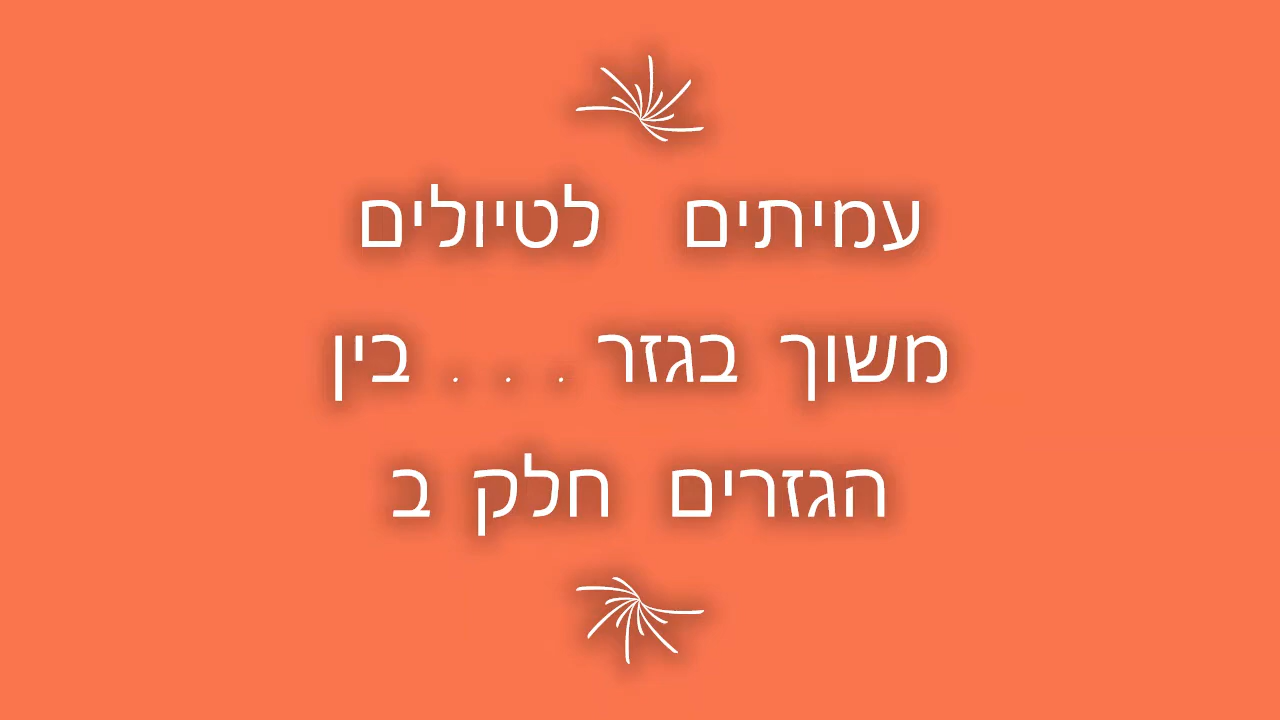 עמיתים לטיולים
משוך בגזר . . . בין
הגזרים חלק ב